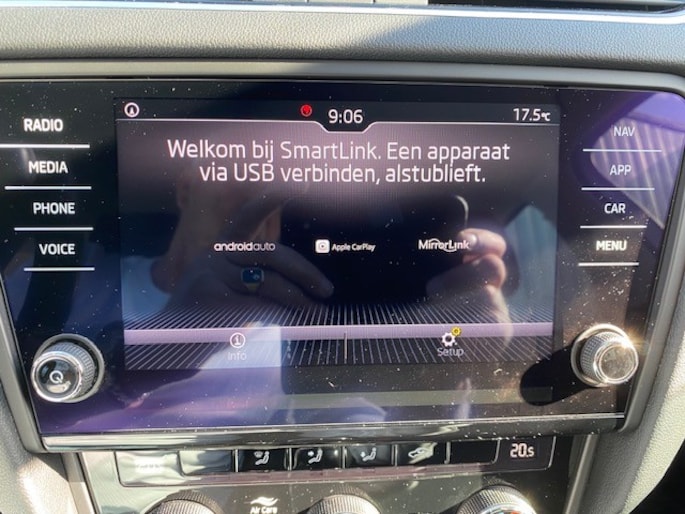 9:06
17.5°C
RADIO
MEDIA
PHONE
VOICE
Welkom bij SmartLink. Een apparaat
via USB verbinden, alstublieft.
androidauto
Apple CarPlay
MirrorLink
Info
Setup
NAV
APP
CAR
MENU
20.5
Air Care